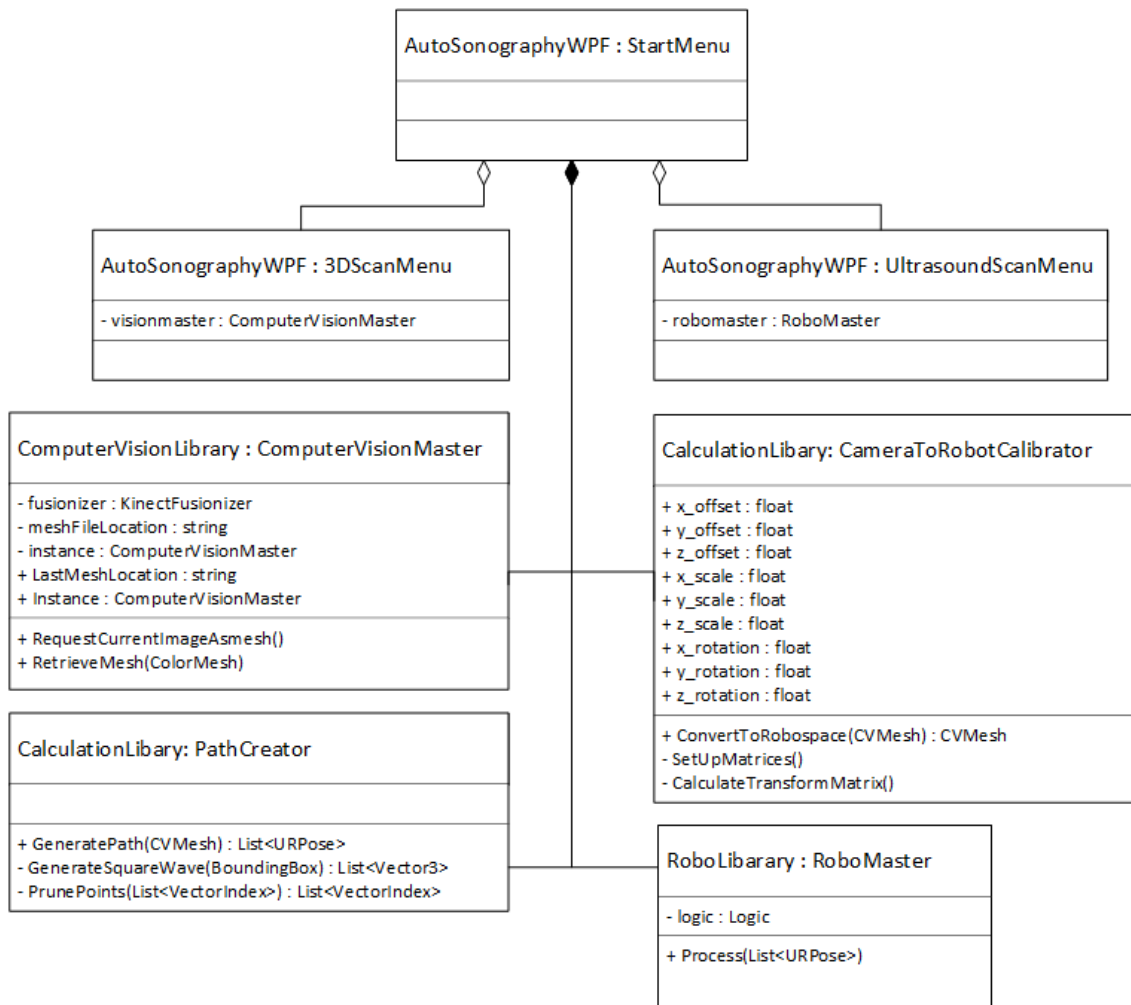 AutoSonographyWPF : StartMenu
AutoSonographyWPF : 3DScanMenu
- visionmaster : ComputerVisionMaster
AutoSonographyWPF : UltrasoundScanMenu
- robomaster : RoboMaster
ComputerVisionLibrary : ComputerVisionMaster
- fusionizer : KinectFusionizer
- meshFileLocation : string
- instance : ComputerVisionMaster
+ LastMeshLocation : string
+ Instance : ComputerVisionMaster
+ RequestCurrentImageAsmesh()
+ RetrieveMesh(ColorMesh)
CalculationLibary: CameraToRobotCalibrator
+ x_offset : float
+ y_offset : float
+ z_offset : float
+ x_scale : float
+ y_scale : float
+ z_scale : float
+ x_rotation : float
+ y_rotation : float
+ z_rotation : float
+ ConvertToRobospace(CVMesh) : CVMesh
- SetUpMatrices()
- CalculateTransformMatrix()
CalculationLibary: PathCreator
+ GeneratePath(CVMesh) : List<URPose>
- GenerateSquareWave(BoundingBox) : List<Vector3>
- PrunePoints(List<VectorIndex>) : List<VectorIndex>
RoboLibarary : RoboMaster
- logic : Logic
+ Process(List<URPose>)